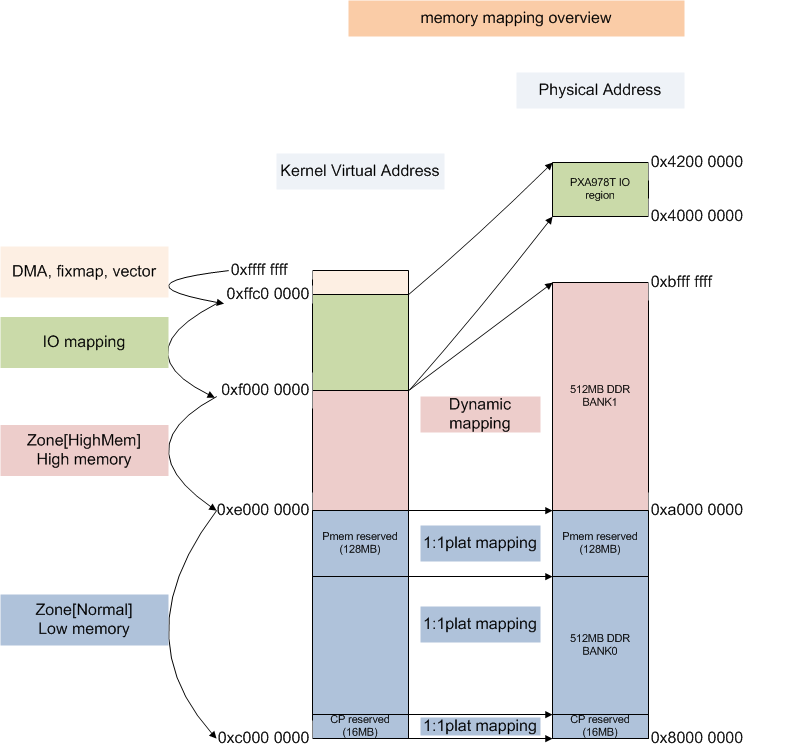 memory mapping overview
Physical Address
Kernel Virtual Address
0x4200 0000
PXA978T IO
region
0x4000 0000
DMA, fixmap, vector
0xffff ffff
0xffc0 0000
0xbfff ffff
IO mapping
0xf000 0000
512MB DDR
BANK1
Dynamic
mapping
Zone[HighMem]
High memory
0xe000 0000
0xa000 0000
Pmem reserved
(128MB)
1:1plat mapping
Pmem reserved
(128MB)
Zone[Normal]
Low memory
1:1plat mapping
512MB DDR
BANK0
CP reserved
(16MB)
1:1plat mapping
CP reserved
(16MB)
0xc000 0000
0x8000 0000